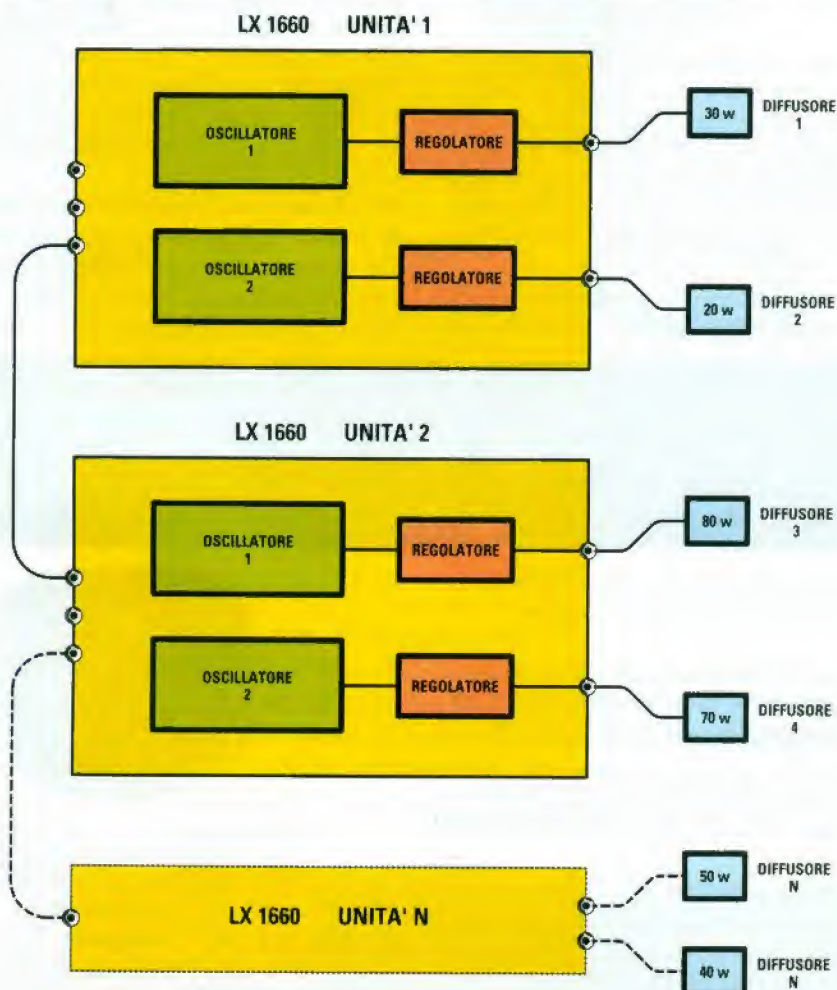 LX 1660 UNITA' 1
OSCILLATORE
1
REGOLATORE
30 w
DIFFUSORE
1
OSCILLATORE
2
REGOLATORE
20 w
DIFFUSORE
2
LX 1660 UNITA' 2
OSCILLATORE
1
REGOLATORE
80 w
DIFFUSORE
3
OSCILLATORE
2
REGOLATORE
70 w
DIFFUSORE
4
LX 1660 UNITA' N
50 w
DIFFUSORE
N
40 w
DIFFUSORE
N